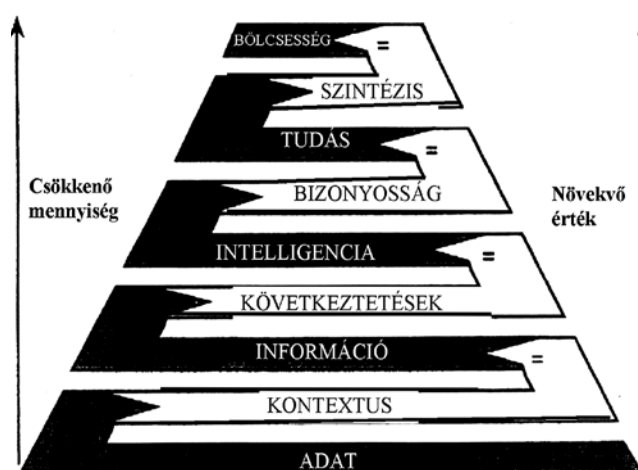 BÖLCSESSÉG
=
SZINTÉZIS
TUDÁS
=
BIZONYOSSÁG
Csökkenő
mennyiség
Növekvő
érték
INTELLIGENCIA
=
KÖVETKEZTETÉSEK
INFORMÁCIÓ
=
KONTEXTUS
ADAT